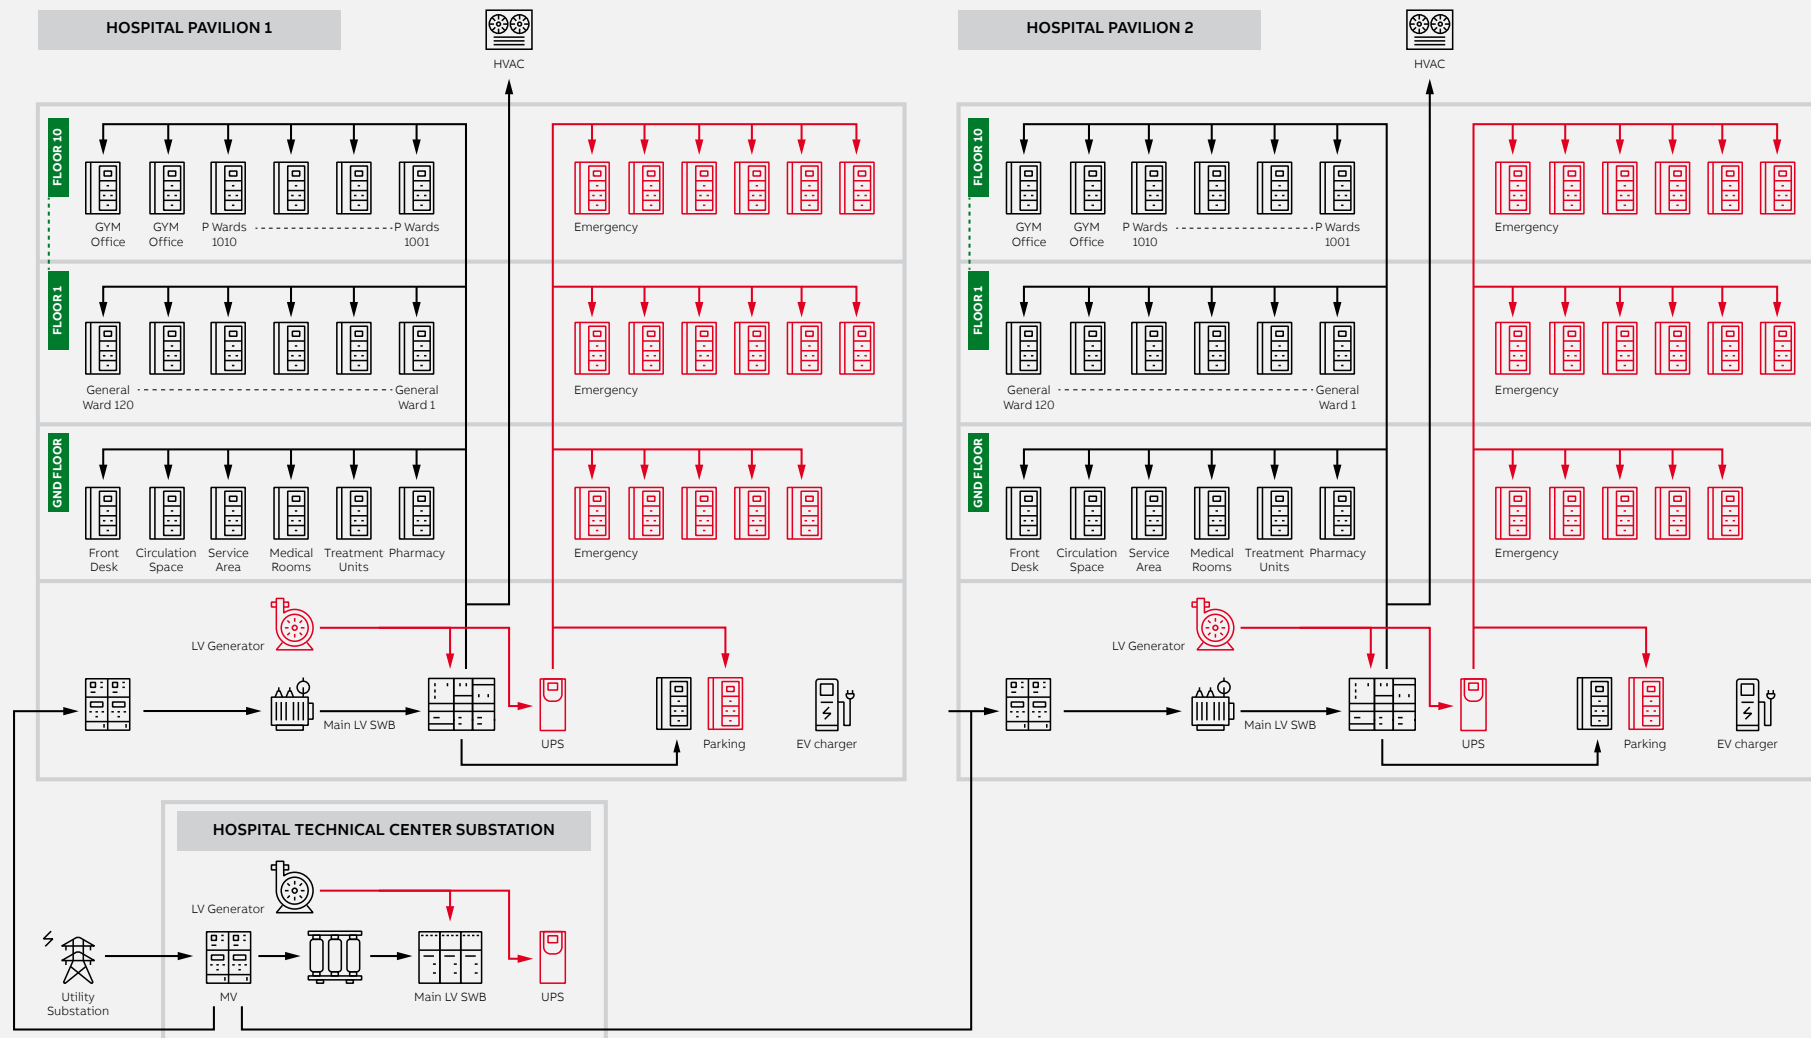 HOSPITAL PAVILION 1
HVAC
FLOOR 10
GYM
Office
GYM
Office
P Wards
1010
P Wards
1001
Emergency
FLOOR 1
General
Ward 120
General
Ward 1
Emergency
GND FLOOR
Front
Desk
Circulation
Space
Service
Area
Medical
Rooms
Treatment
Units
Pharmacy
Emergency
LV Generator
Main LV SWB
UPS
Parking
EV charger
HOSPITAL PAVILION 2
HVAC
FLOOR 10
GYM
Office
GYM
Office
P Wards
1010
P Wards
1001
Emergency
FLOOR 1
General
Ward 120
General
Ward 1
Emergency
GND FLOOR
Front
Desk
Circulation
Space
Service
Area
Medical
Rooms
Treatment
Units
Pharmacy
Emergency
LV Generator
Main LV SWB
UPS
Parking
EV charger
HOSPITAL TECHNICAL CENTER SUBSTATION
LV Generator
Utility
Substation
MV
Main LV SWB
UPS